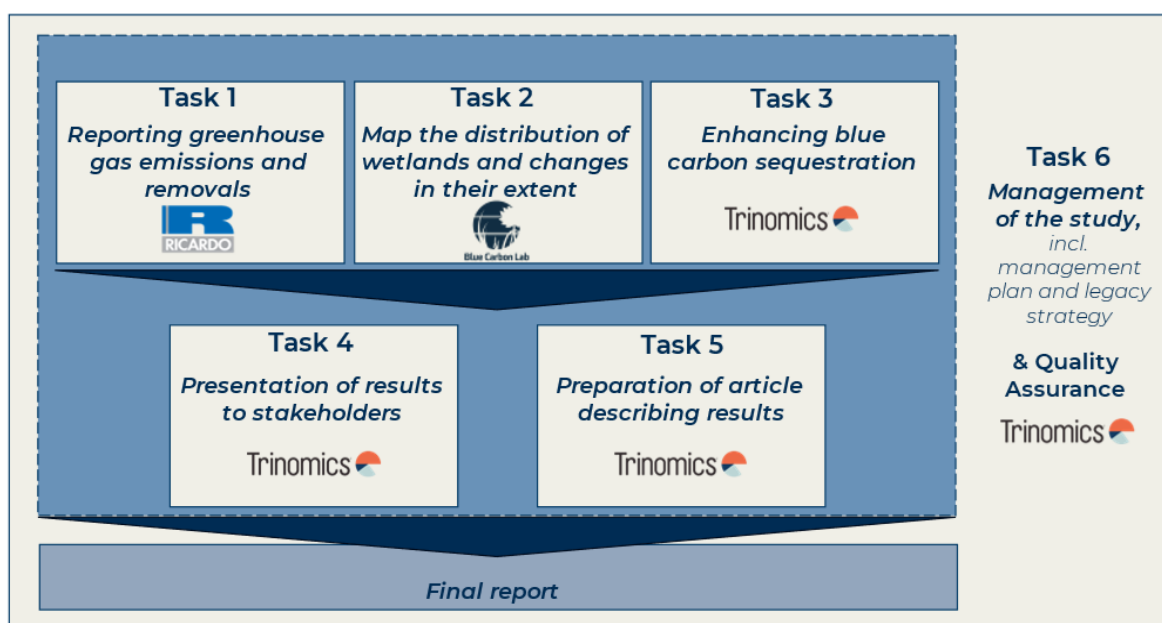 Task 1
Reporting greenhouse
gas emissions and
removals
RICARDO
Task 2
Map the distribution of
wetlands and changes
in their extent
Blue Carbon Lab
Task 3
Enhancing blue
carbon sequestration
Trinomics
Task 4
Presentation of results
to stakeholders
Trinomics
Task 5
Preparation of article
describing results
Trinomics
Final report
Task 6
Management
of the study,
incl.
management
plan and legacy
strategy
& Quality
Assurance
Trinomics